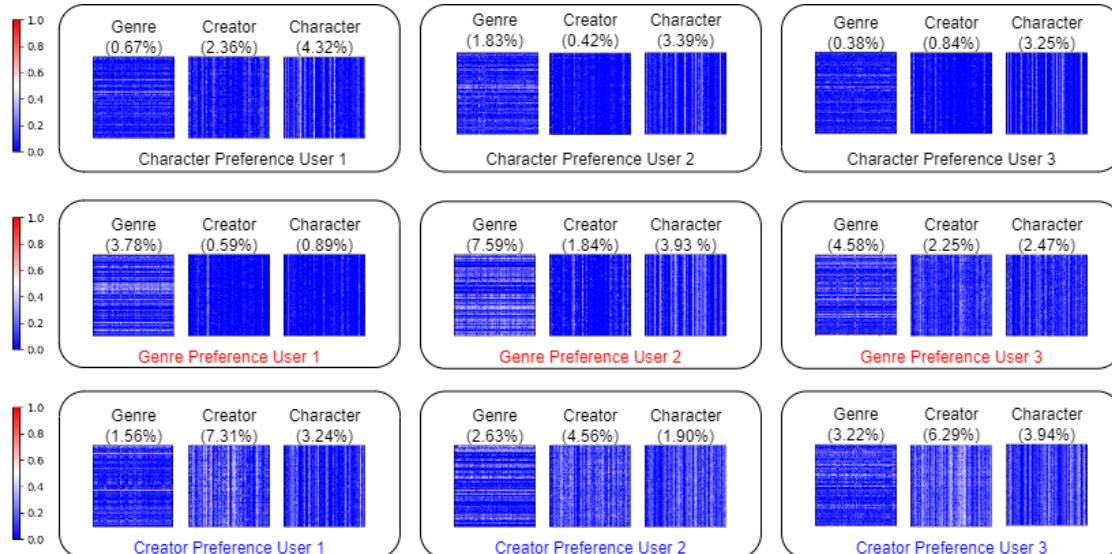 1.0
0.8
0.6
0.4
0.2
0.0
Genre Creator Character
(0.67%) (2.36%) (4.32%)
Character Preference User 1
Genre Creator Character
(1.83%) (0.42%) (3.39%)
Character Preference User 2
Genre Creator Character
(0.38%) (0.84%) (3.25%)
Character Preference User 3
1.0
0.8
0.6
0.4
0.2
0.0
Genre Creator Character
(3.78%) (0.59%) (0.89%)
Genre Preference User 1
Genre Creator Character
(7.59%) (1.84%) (3.93 %)
Genre Preference User 2
Genre Creator Character
(4.58%) (2.25%) (2.47%)
Genre Preference User 3
1.0
0.8
0.6
0.4
0.2
0.0
Genre Creator Character
(1.56%) (7.31%) (3.24%)
Creator Preference User 1
Genre Creator Character
(2.63%) (4.56%) (1.90%)
Creator Preference User 2
Genre Creator Character
(3.22%) (6.29%) (3.94%)
Creator Preference User 3